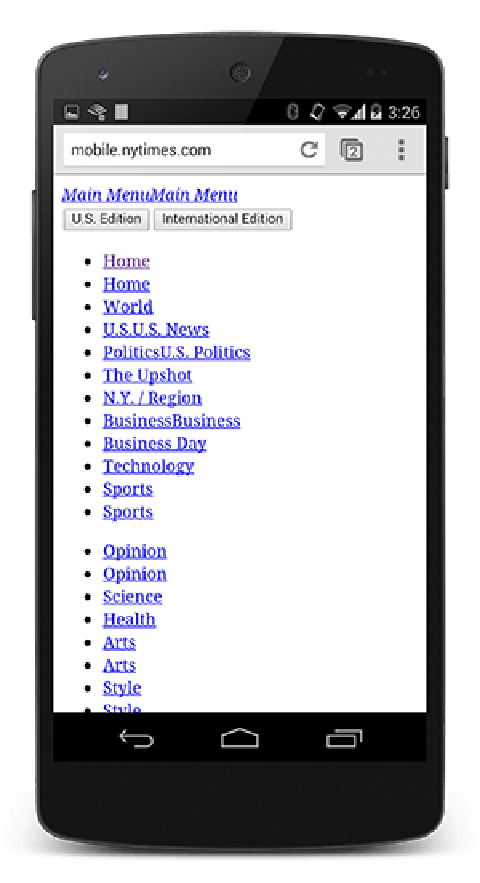 3:26
mobile.nytimes.com 2
Main MenuMain Menu
U.S. Edition International Edition
Home
Home
World
U.S.U.S. News
PoliticsU.S. Politics
The Upshot
N.Y. / Region
BusinessBusiness
Business Day
Technology
Sports
Sports
Opinion
Opinion
Science
Health
Arts
Arts
Style
Style